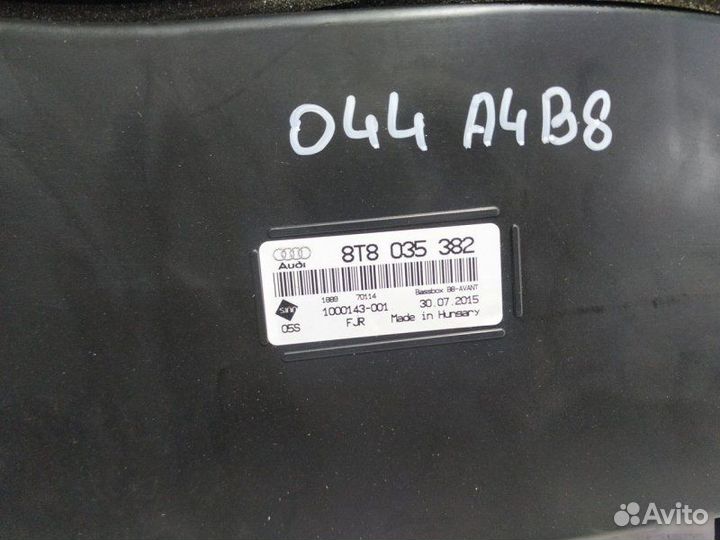 044 A4B8
Audi
8T8 035 382
1889 70114
Bassbox B8-AVANT
1000143-001
30.07.2015
05S
FJR
Made in Hungary
Avito